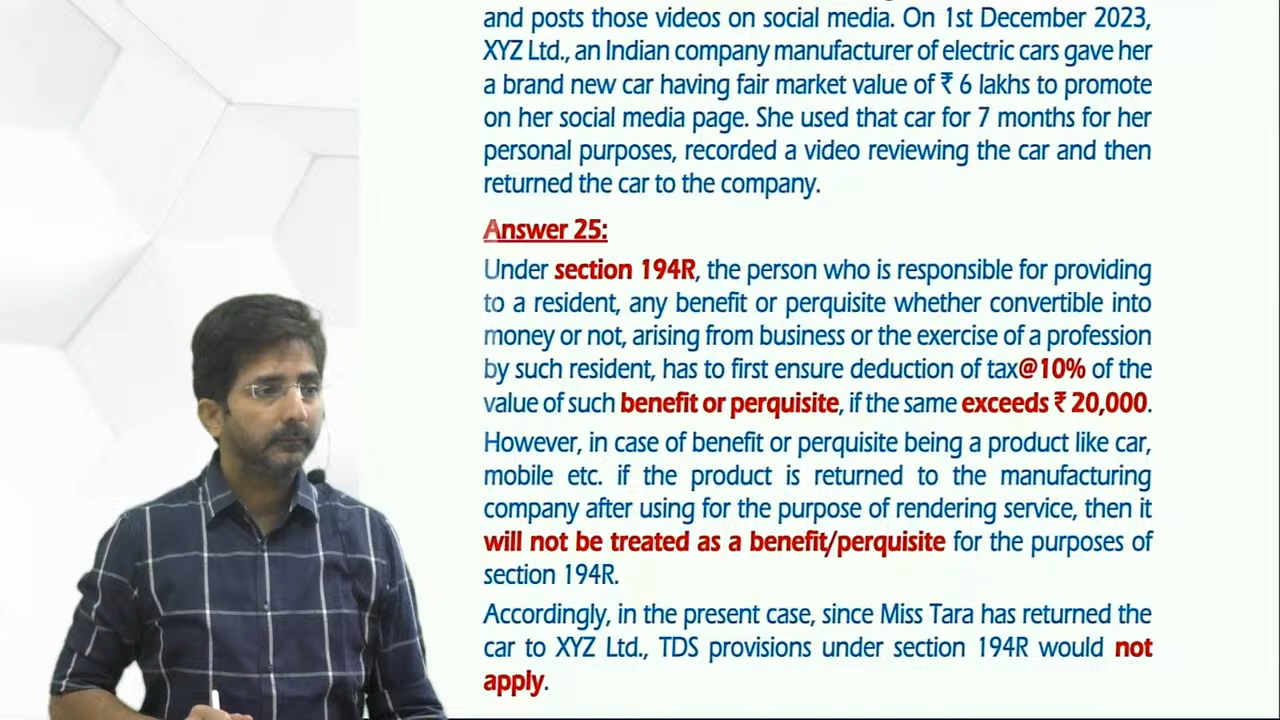 and posts those videos on social media. On 1st December 2023,
XYZ Ltd., an Indian company manufacturer of electric cars gave her
a brand new car having fair market value of ₹ 6 lakhs to promote
on her social media page. She used that car for 7 months for her
personal purposes, recorded a video reviewing the car and then
returned the car to the company.
Answer 25:
Under section 194R, the person who is responsible for providing
to a resident, any benefit or perquisite whether convertible into
money or not, arising from business or the exercise of a profession
by such resident, has to first ensure deduction of tax@10% of the
value of such benefit or perquisite, if the same exceeds ₹ 20,000.
However, in case of benefit or perquisite being a product like car,
mobile etc. if the product is returned to the manufacturing
company after using for the purpose of rendering service, then it
will not be treated as a benefit/perquisite for the purposes of
section 194R.
Accordingly, in the present case, since Miss Tara has returned the
car to XYZ Ltd., TDS provisions under section 194R would not
apply.